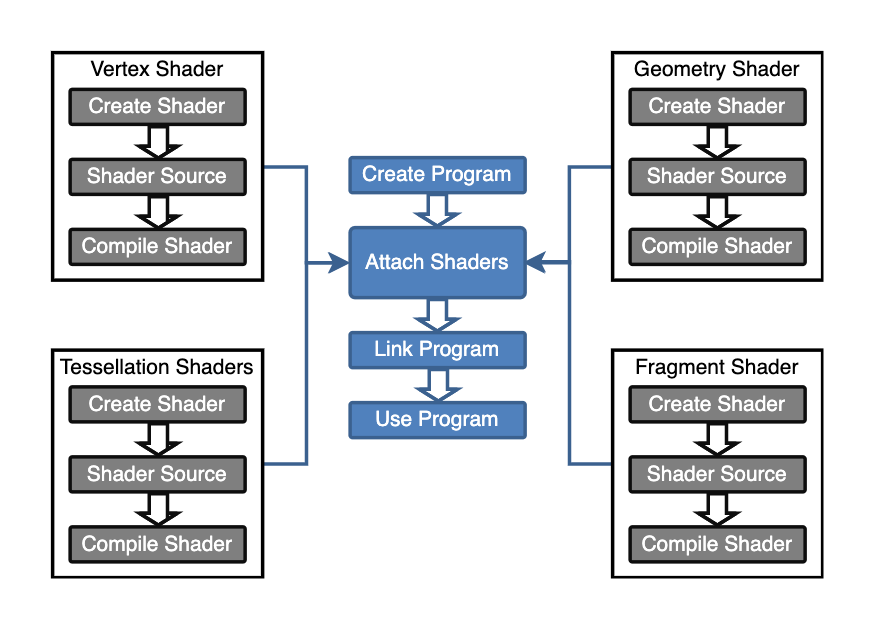 Vertex Shader
Create Shader
Shader Source
Compile Shader
Tessellation Shaders
Create Shader
Shader Source
Compile Shader
Create Program
Attach Shaders
Link Program
Use Program
Geometry Shader
Create Shader
Shader Source
Compile Shader
Fragment Shader
Create Shader
Shader Source
Compile Shader